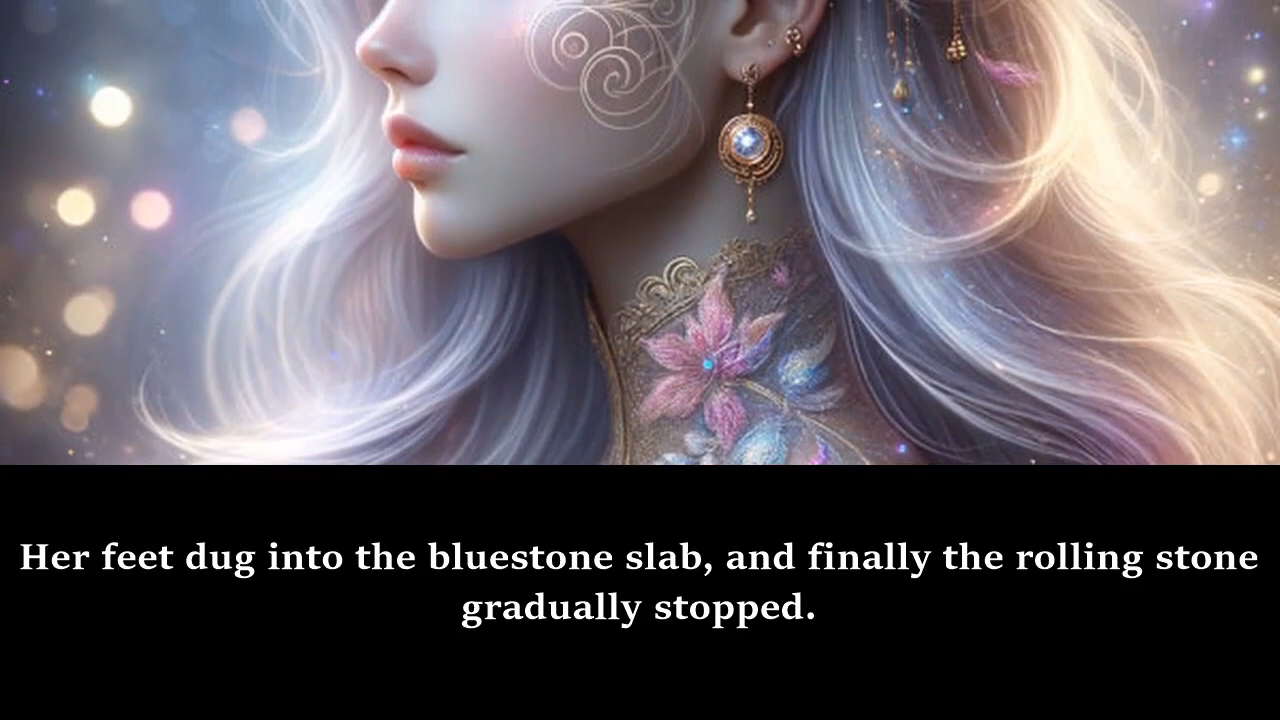 Her feet dug into the bluestone slab, and finally the rolling stone
gradually stopped.